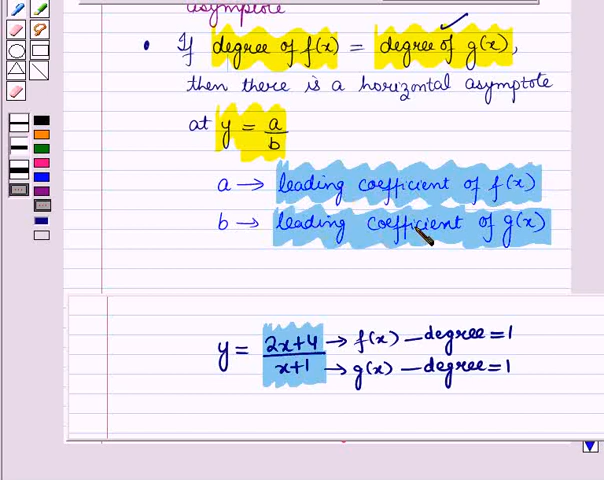 asymptote
• If degree of f(x) = degree of g(x),
then there is a horizontal asymptote
at y = a/b
a → leading coefficient of f(x)
b → leading coefficient of g(x)
y = 2x+4 → f(x) – degree = 1
x+1 → g(x) – degree = 1